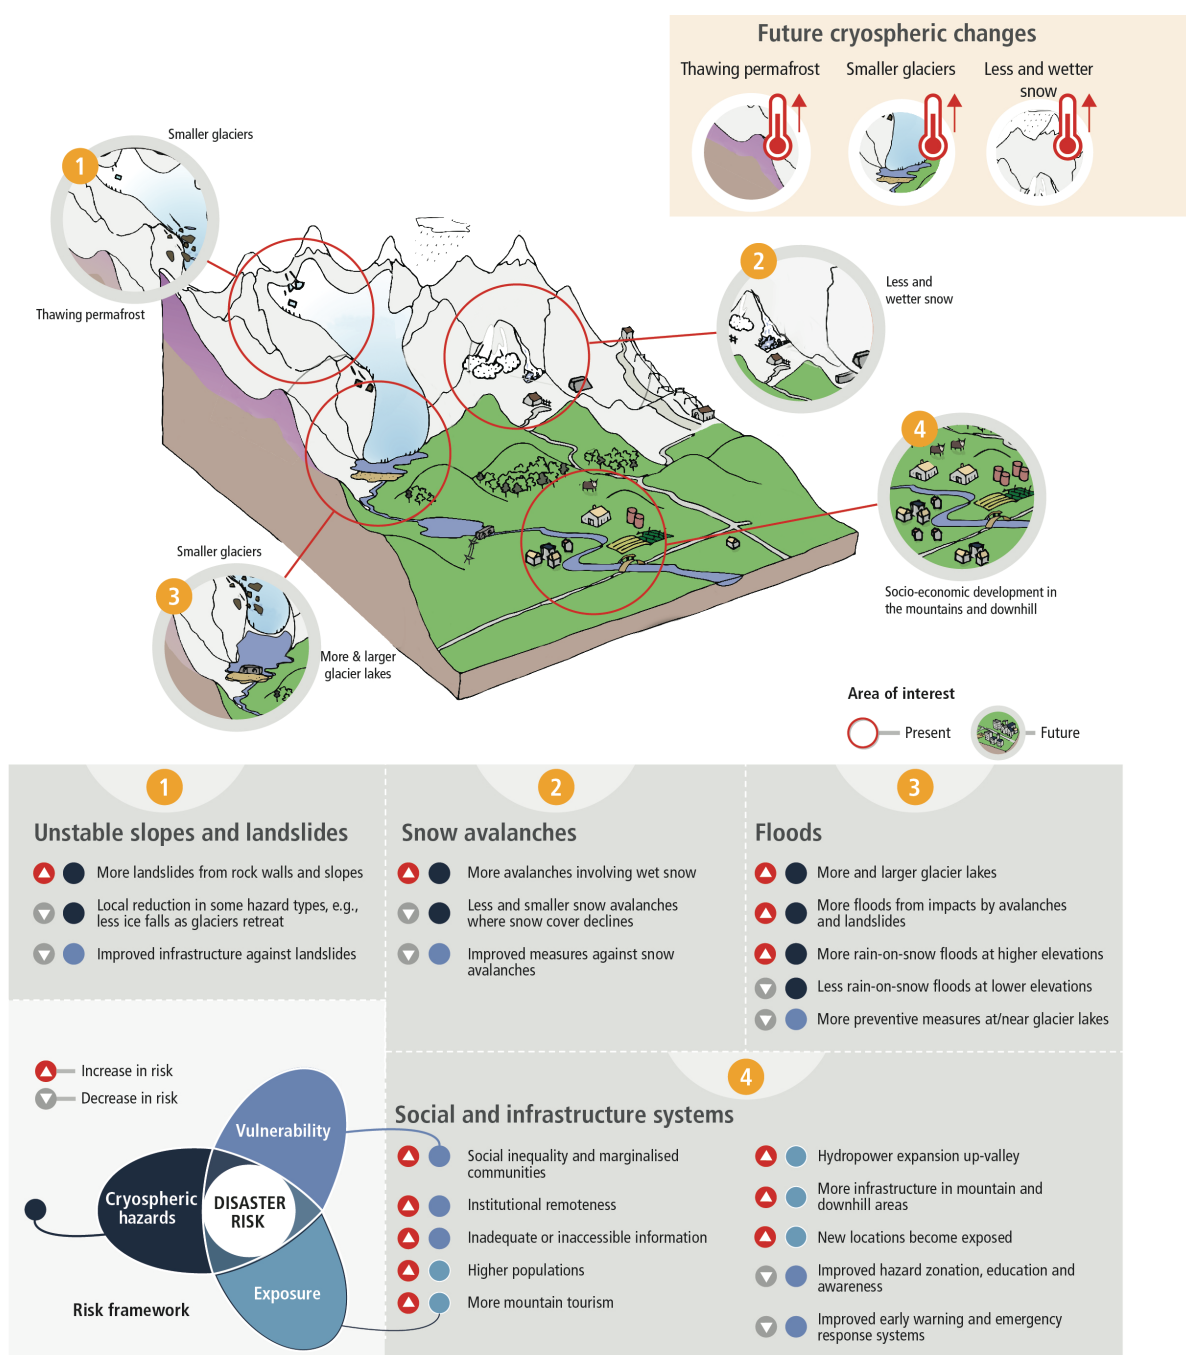 Future cryospheric changes
Thawing permafrost
Smaller glaciers
Less and wetter
snow
Smaller glaciers
1
Thawing permafrost
2
Less and
wetter snow
4
Socio-economic development in
the mountains and downhill
Smaller glaciers
3
More & larger
glacier lakes
Area of interest
Present
Future
1
Unstable slopes and landslides
More landslides from rock walls and slopes
Local reduction in some hazard types, e.g.,
less ice falls as glaciers retreat
Improved infrastructure against landslides
2
Snow avalanches
More avalanches involving wet snow
Less and smaller snow avalanches
where snow cover declines
Improved measures against snow
avalanches
3
Floods
More and larger glacier lakes
More floods from impacts by avalanches
and landslides
More rain-on-snow floods at higher elevations
Less rain-on-snow floods at lower elevations
More preventive measures at/near glacier lakes
Increase in risk
Decrease in risk
Vulnerability
Cryospheric
hazards
DISASTER
RISK
Exposure
Risk framework
4
Social and infrastructure systems
Social inequality and marginalised
communities
Institutional remoteness
Inadequate or inaccessible information
Higher populations
More mountain tourism
Hydropower expansion up-valley
More infrastructure in mountain and
downhill areas
New locations become exposed
Improved hazard zonation, education and
awareness
Improved early warning and emergency
response systems